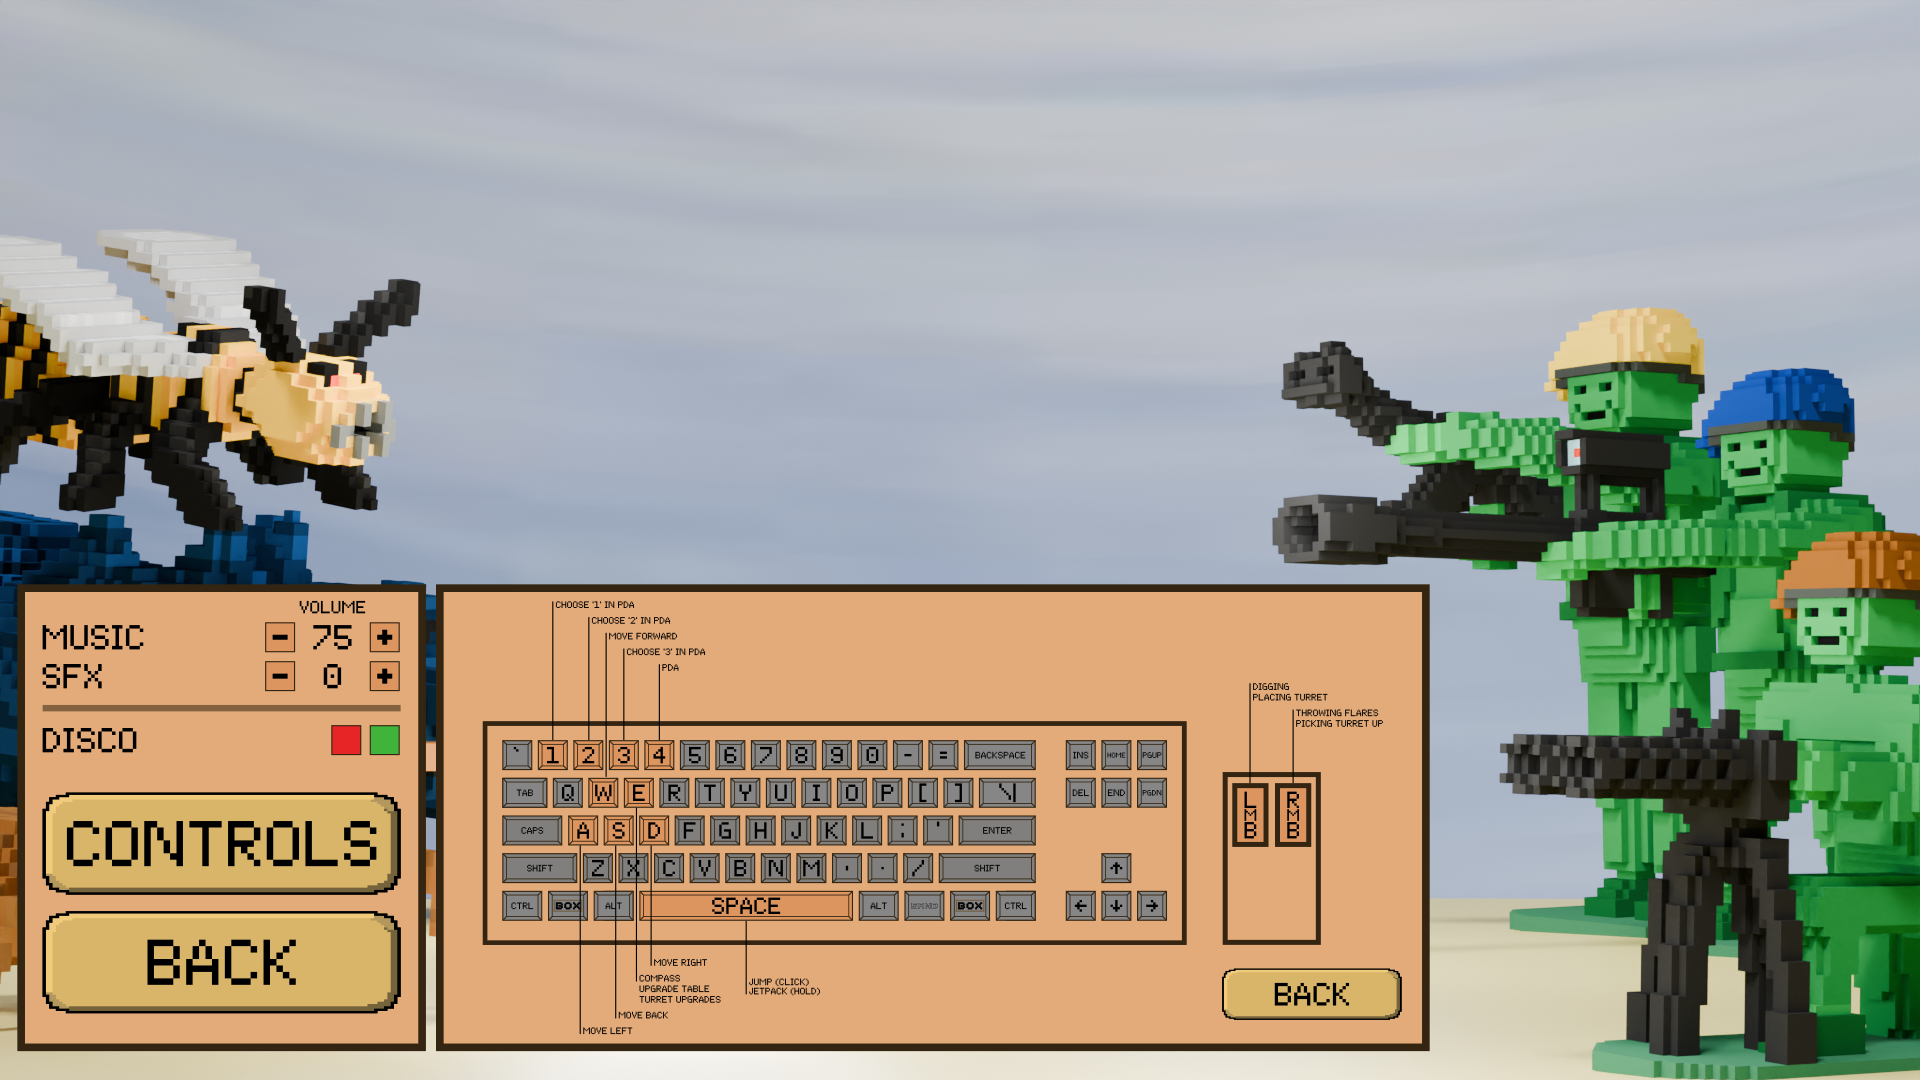 VOLUME
MUSIC - 75 +
SFX - 0 +
DISCO
CONTROLS
BACK
CHOOSE '1' IN PDA
CHOOSE '2' IN PDA
MOVE FORWARD
CHOOSE '3' IN PDA
PDA
` 1 2 3 4 5 6 7 8 9 0 - = BACKSPACE INS HOME PGUP
TAB Q W E R T Y U I O P [ ] \| DEL END PGDN
CAPS A S D F G H J K L ; ' ENTER
SHIFT Z X C V B N M , . / SHIFT ↑
CTRL BOX ALT SPACE ALT BOX CTRL ← ↓ →
MOVE RIGHT
COMPASS
UPGRADE TABLE
TURRET UPGRADES
JUMP (CLICK)
JETPACK (HOLD)
MOVE BACK
MOVE LEFT
DIGGING
PLACING TURRET
THROWING FLARES
PICKING TURRET UP
LMB
RMB
BACK